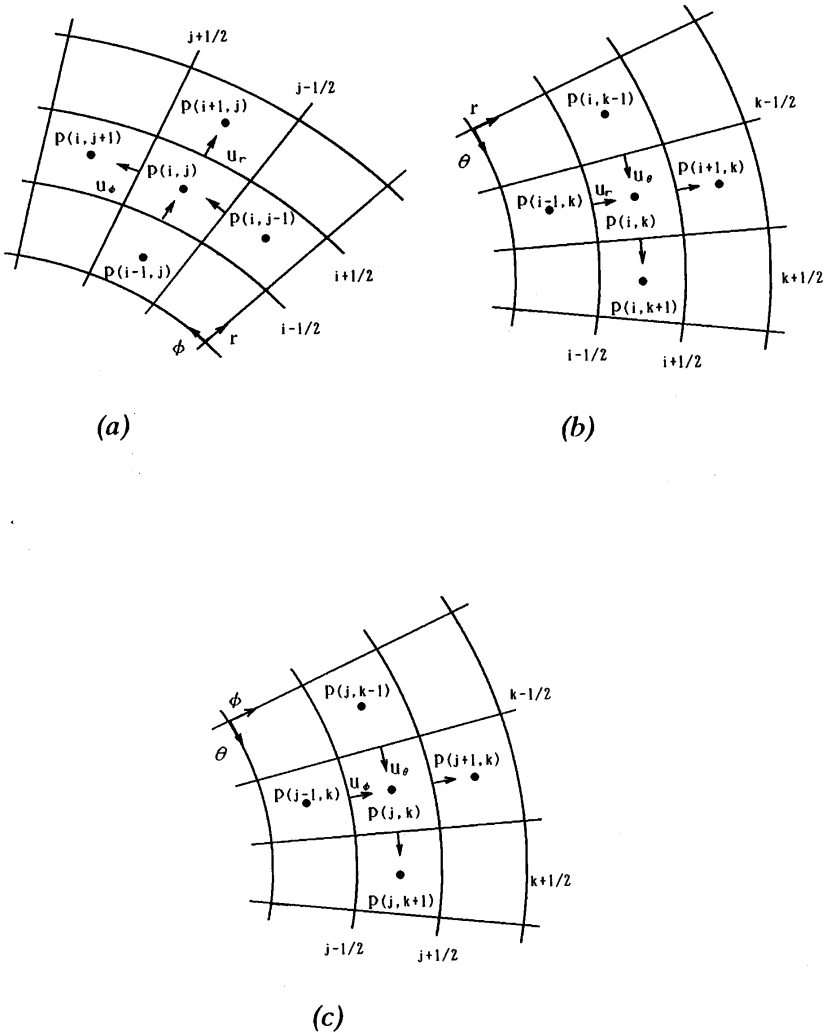 j+1/2
j-1/2
p(i+1,j)
p(i,j+1)
u_r
p(i,j)
u_ϕ
p(i,j-1)
p(i-1,j)
i+1/2
i-1/2
ϕ
r
(a)
r
θ
p(i,k-1)
k-1/2
p(i-1,k)
u_r
u_θ
p(i+1,k)
p(i,k)
p(i,k+1)
k+1/2
i-1/2
i+1/2
(b)
ϕ
θ
p(j,k-1)
k-1/2
p(j-1,k)
u_ϕ
u_θ
p(j+1,k)
p(j,k)
p(j,k+1)
k+1/2
j-1/2
j+1/2
(c)